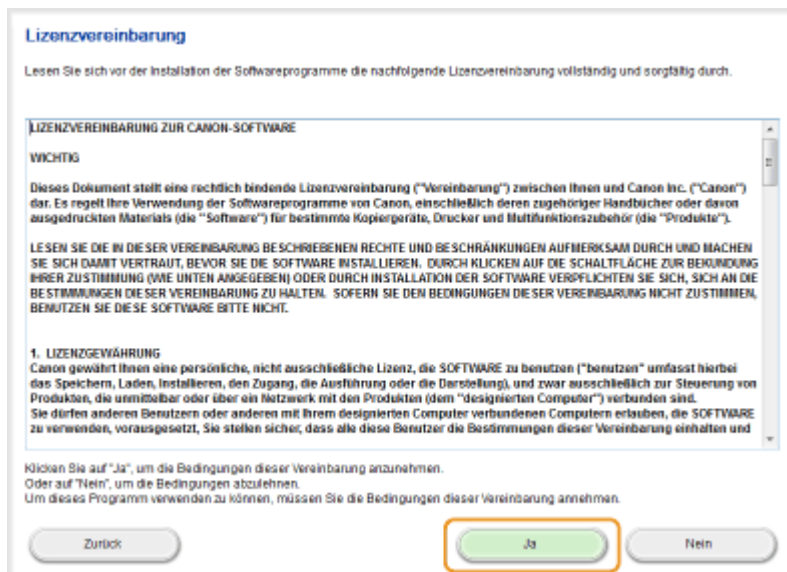 Lizenzvereinbarung
Lesen Sie sich vor der Installation der Softwareprogramme die nachfolgende Lizenzvereinbarung vollständig und sorgfältig durch.
LIZENZVEREINBARUNG ZUR CANON-SOFTWARE
WICHTIG
Dieses Dokument stellt eine rechtlich bindende Lizenzvereinbarung ("Vereinbarung") zwischen Ihnen und Canon Inc. ("Canon")
dar. Es regelt Ihre Verwendung der Softwareprogramme von Canon, einschließlich deren zugehöriger Handbücher oder davon
ausgedruckten Materials (die "Software") für bestimmte Kopiergeräte, Drucker und Multifunktionszubehör (die "Produkte").
LESEN SIE DIE IN DIESER VEREINBARUNG BESCHRIEBENEN RECHTE UND BESCHRÄNKUNGEN AUFMERKSAM DURCH UND MACHEN
SIE SICH DAMIT VERTRAUT, BEVOR SIE DIE SOFTWARE INSTALLIEREN. DURCH KLICKEN AUF DIE SCHALTFLÄCHE ZUR BEKUNDUNG
IHRER ZUSTIMMUNG (WIE UNTEN ANGEGEBEN) ODER DURCH INSTALLATION DER SOFTWARE VERPFLICHTEN SIE SICH, SICH AN DIE
BESTIMMUNGEN DIESER VEREINBARUNG ZU HALTEN. SOFERN SIE DEN BEDINGUNGEN DIESER VEREINBARUNG NICHT ZUSTIMMEN,
BENUTZEN SIE DIESE SOFTWARE BITTE NICHT.
1. LIZENZGEWÄHRUNG
Canon gewährt Ihnen eine persönliche, nicht ausschließliche Lizenz, die SOFTWARE zu benutzen ("benutzen" umfasst hierbei
das Speichern, Laden, Installieren, den Zugang, die Ausführung oder die Darstellung), und zwar ausschließlich zur Steuerung von
Produkten, die unmittelbar oder über ein Netzwerk mit den Produkten (dem "designierten Computer") verbunden sind.
Sie dürfen anderen Benutzern oder anderen mit Ihrem designierten Computer verbundenen Computern erlauben, die SOFTWARE
zu verwenden, vorausgesetzt, Sie stellen sicher, dass alle diese Benutzer die Bestimmungen dieser Vereinbarung einhalten und
Klicken Sie auf "Ja", um die Bedingungen dieser Vereinbarung anzunehmen.
Oder auf "Nein", um die Bedingungen abzulehnen.
Um dieses Programm verwenden zu können, müssen Sie die Bedingungen dieser Vereinbarung annehmen.
Zurück Ja Nein